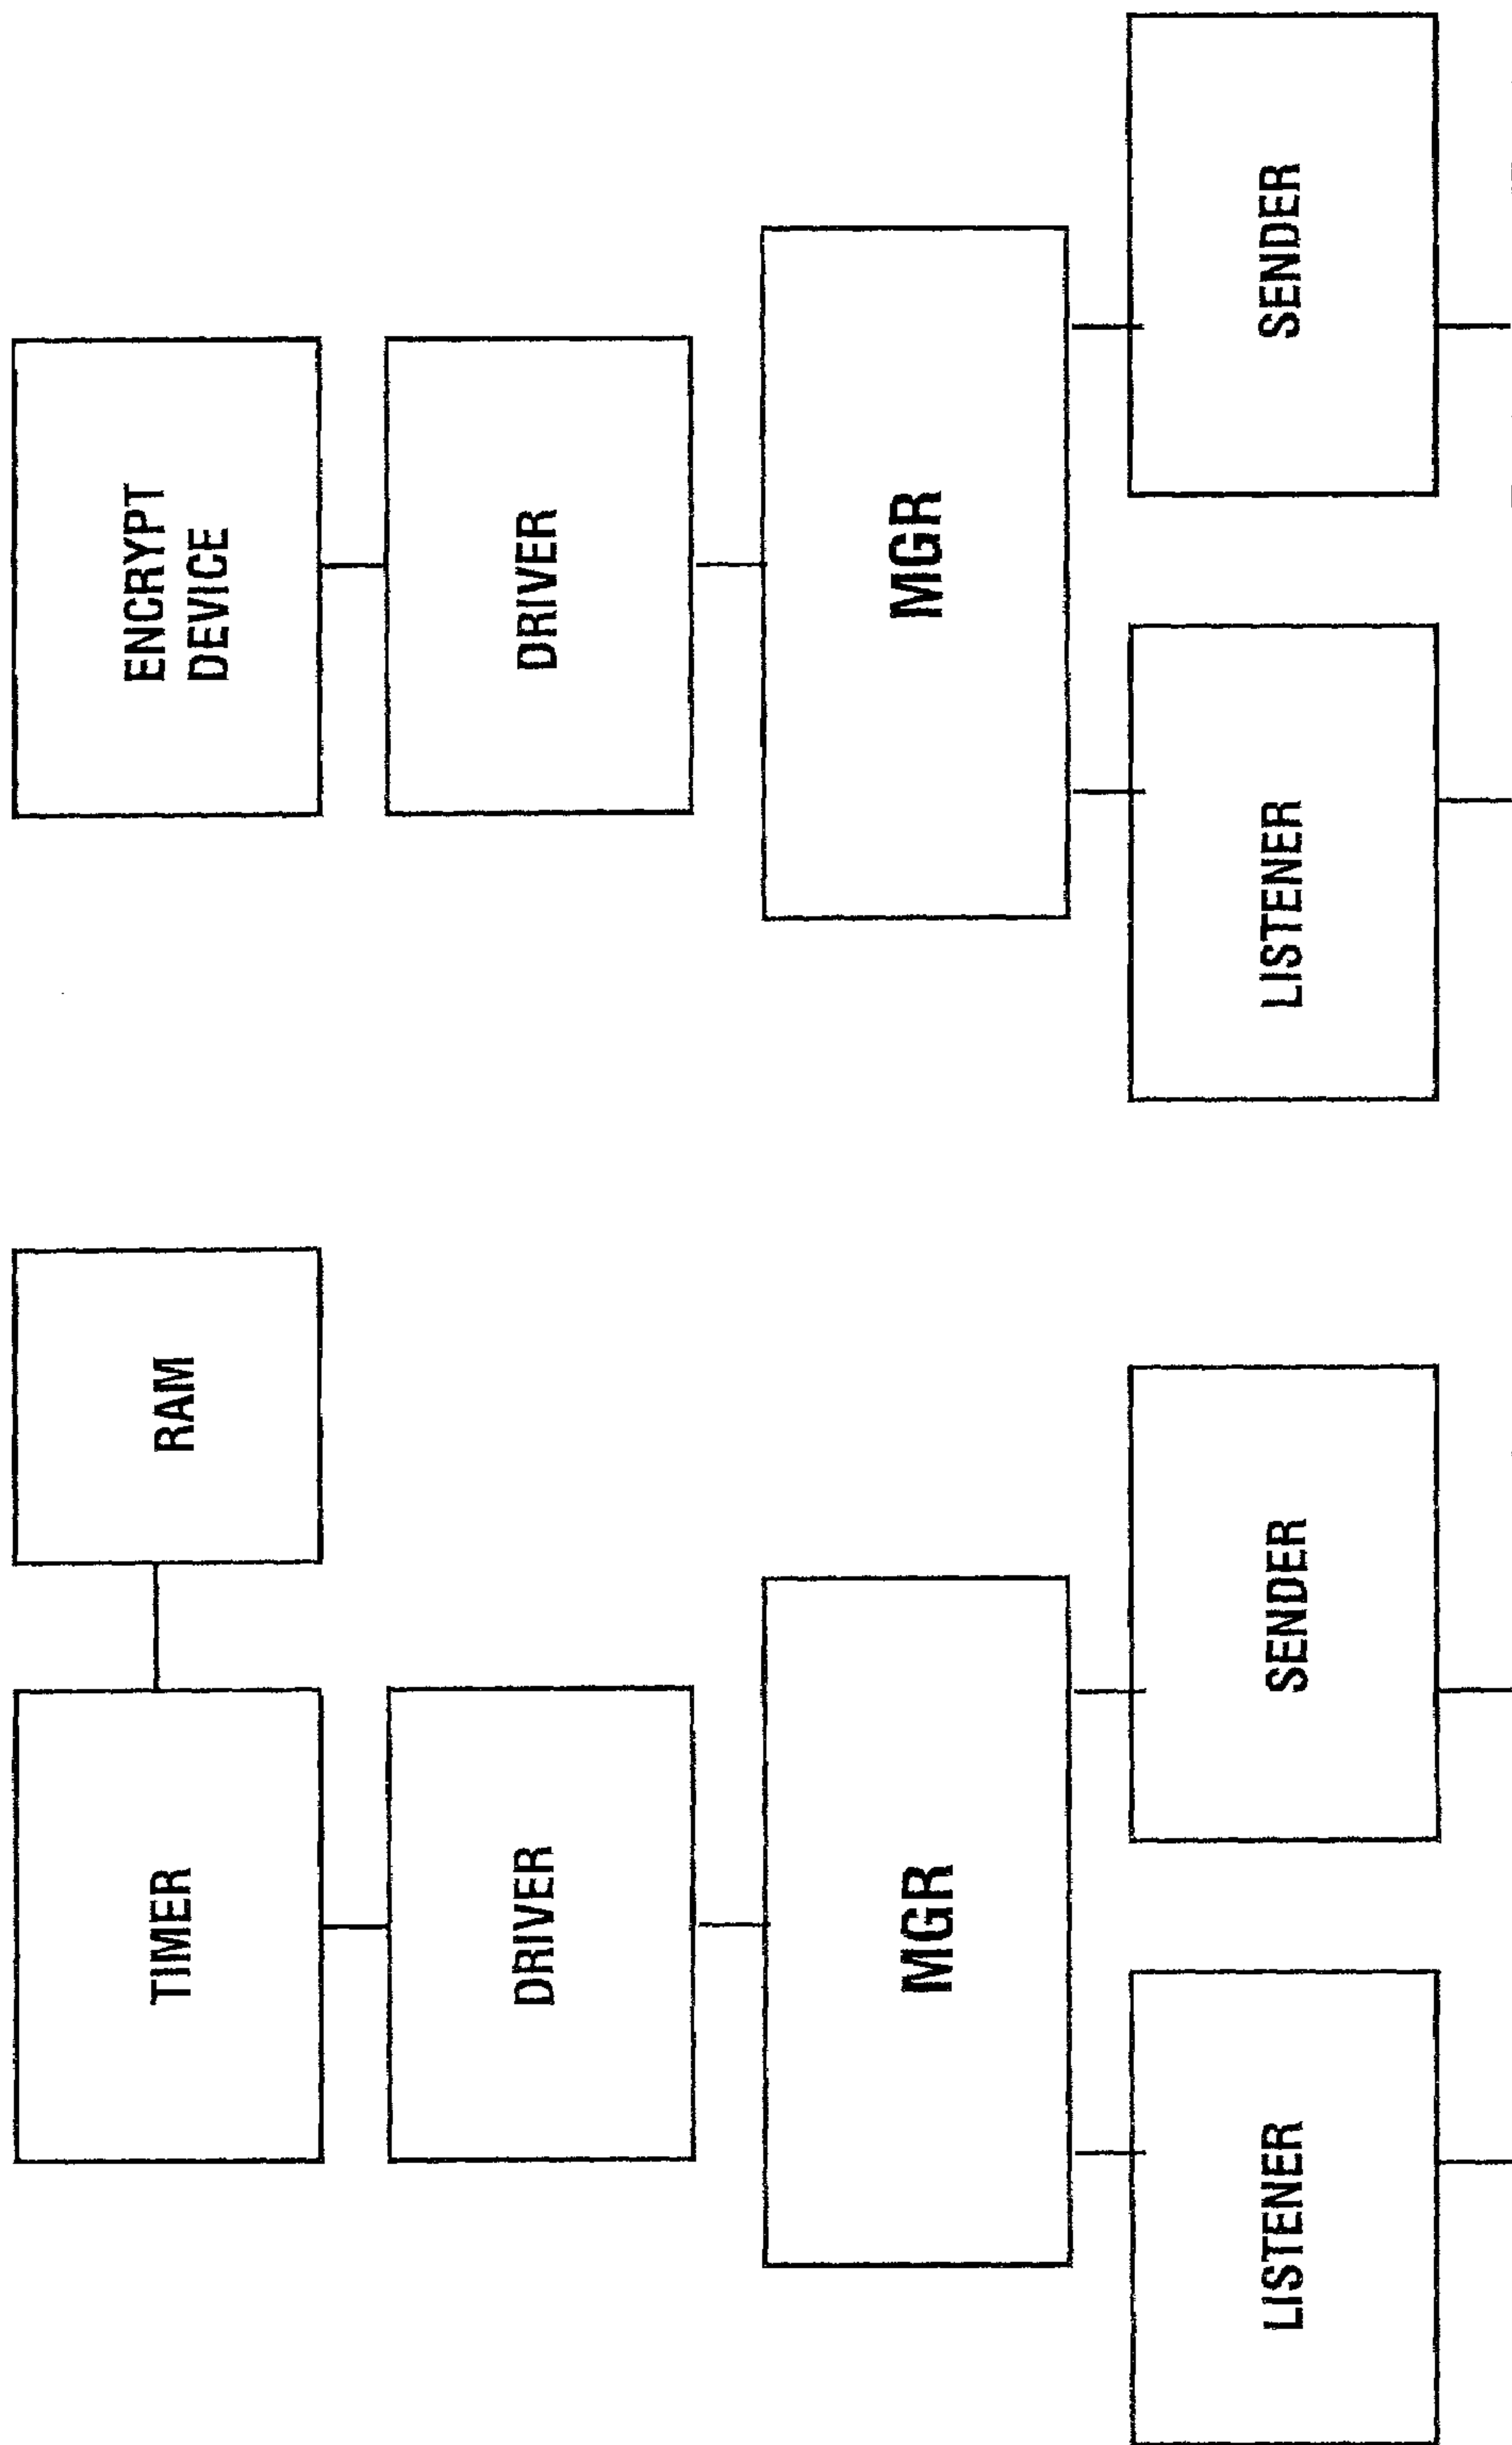 TIMER
RAM
ENCRYPT
DEVICE
DRIVER
DRIVER
MGR
MGR
LISTENER
SENDER
LISTENER
SENDER